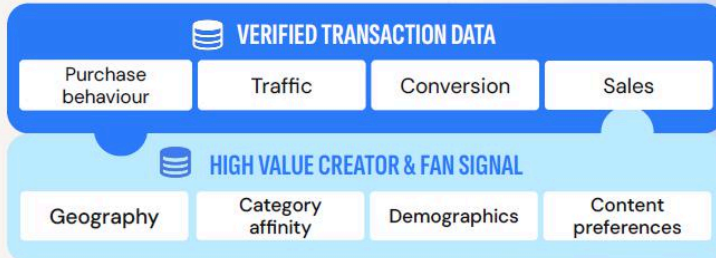 VERIFIED TRANSACTION DATA
Purchase
behaviour
Traffic
Conversion
Sales
HIGH VALUE CREATOR & FAN SIGNAL
Geography
Category
affinity
Demographics
Content
preferences